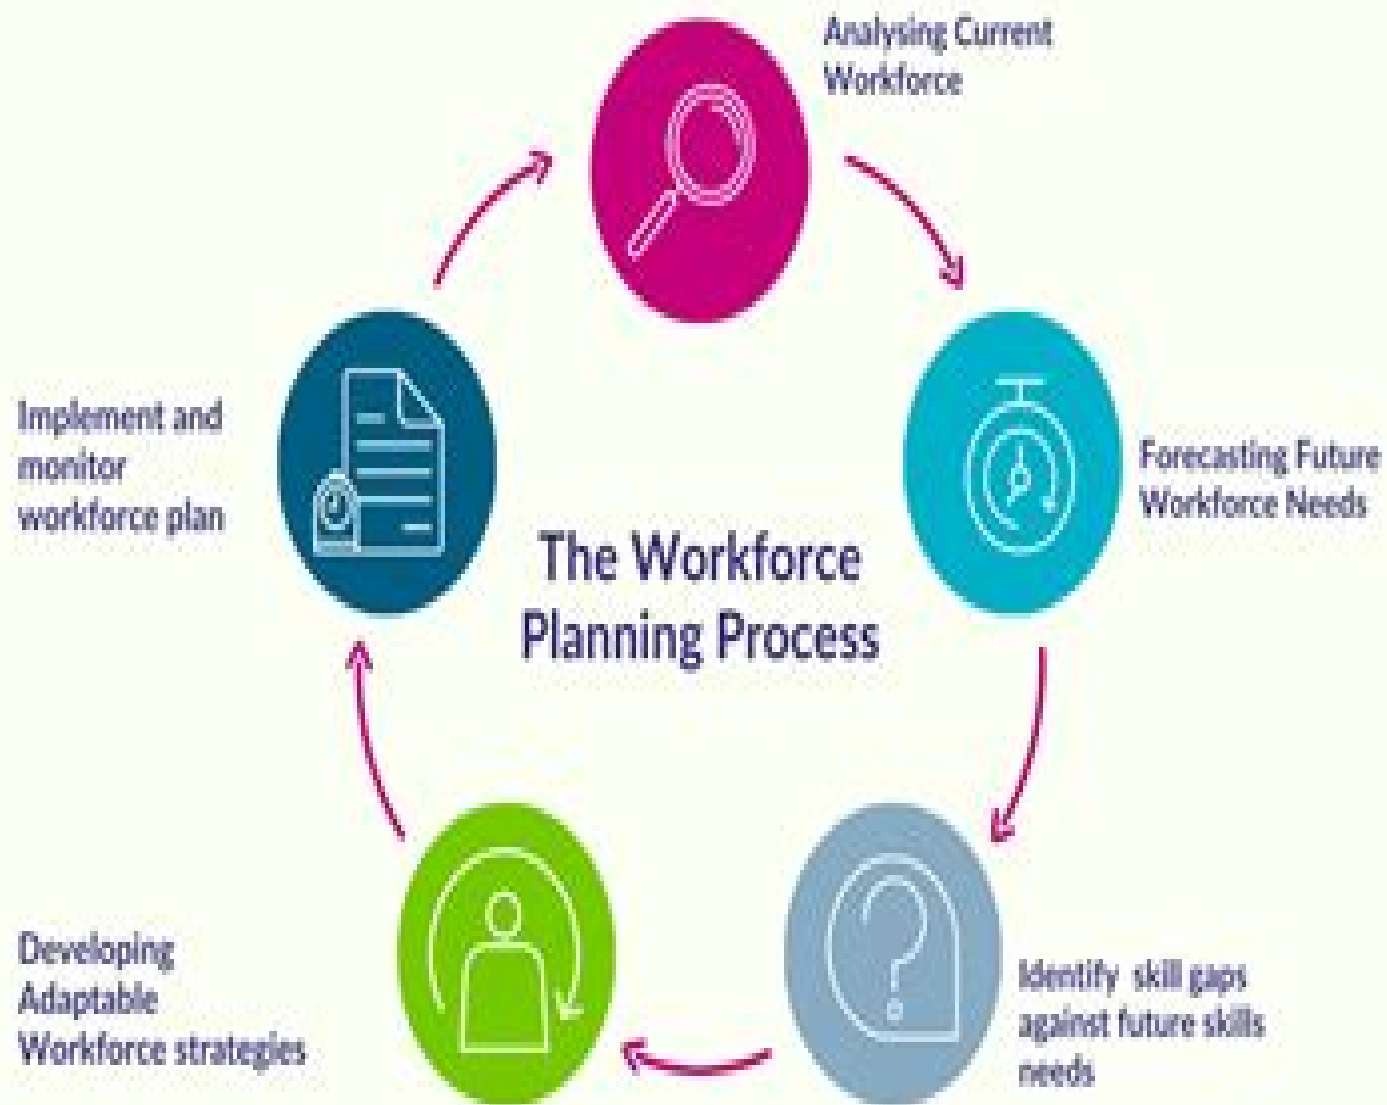 Analysing Current
Workforce
Forecasting Future
Workforce Needs
Identify skill gaps
against future skills
needs
Developing
Adaptable
Workforce strategies
Implement and
monitor
workforce plan
The Workforce
Planning Process